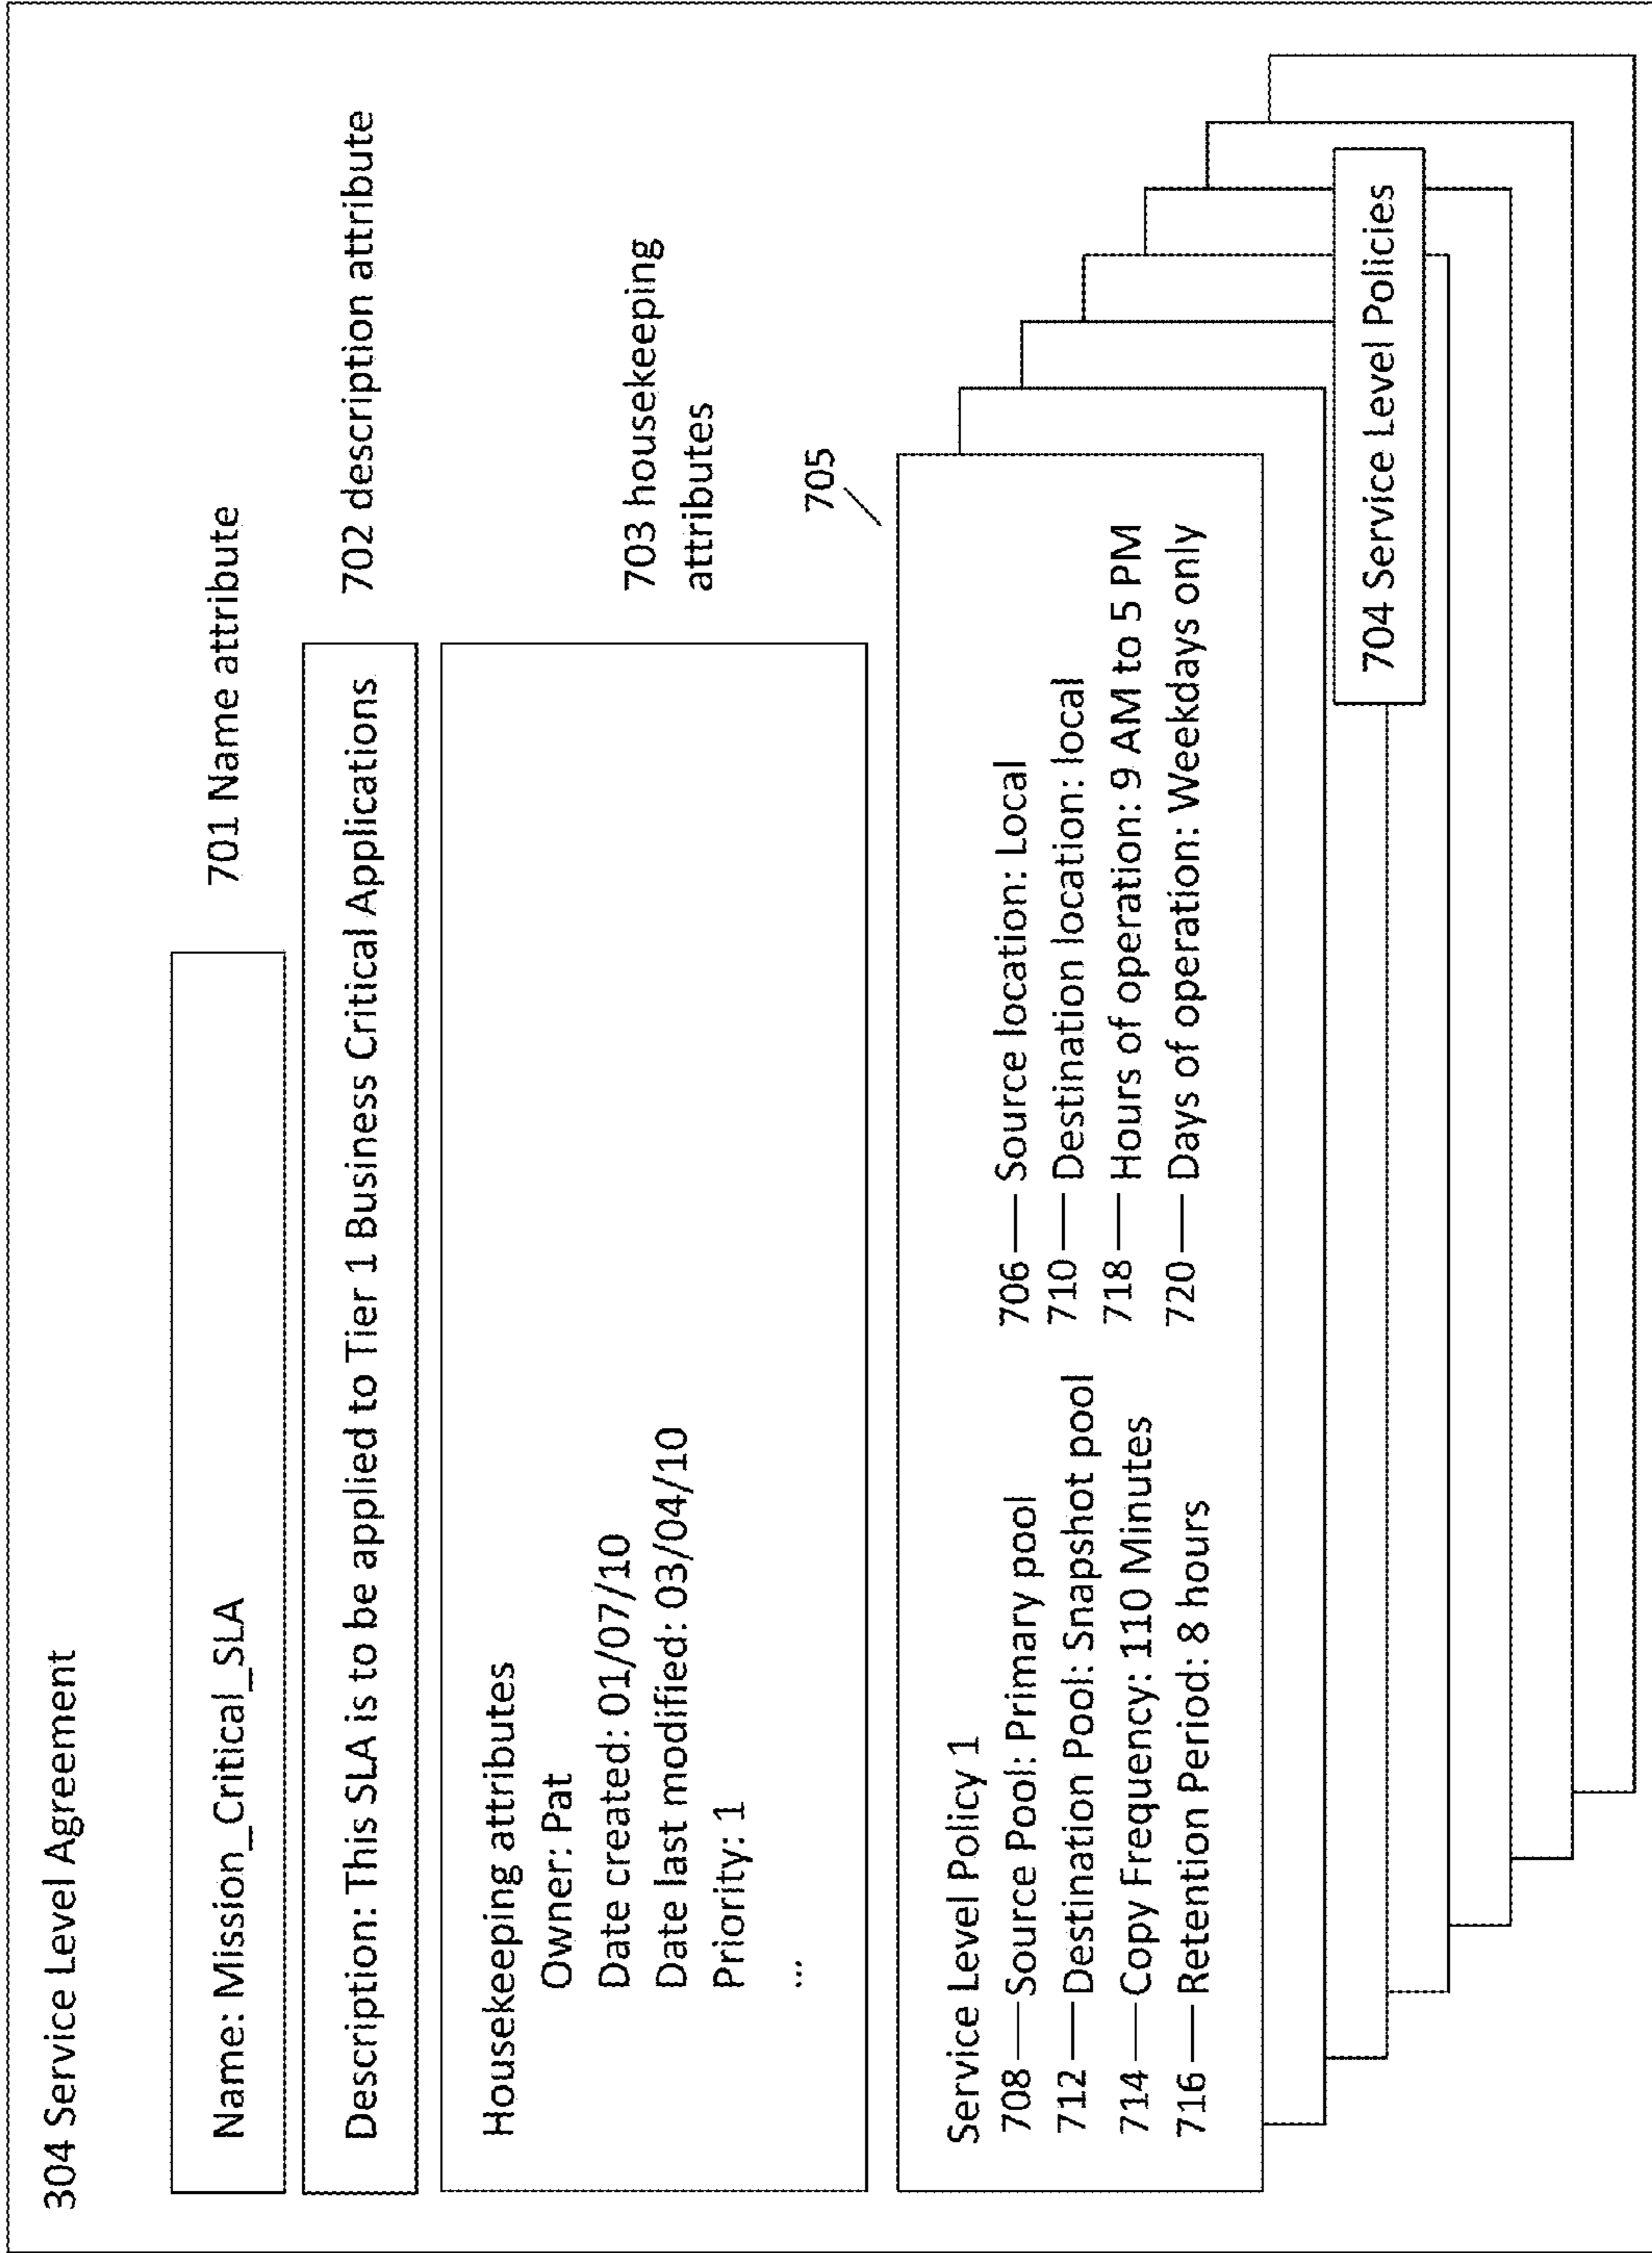 304 Service Level Agreement
Name: Mission_Critical_SLA
701 Name attribute
Description: This SLA is to be applied to Tier 1 Business Critical Applications
702 description attribute
Housekeeping attributes
Owner: Pat
Date created: 01/07/10
Date last modified: 03/04/10
Priority: 1
...
703 housekeeping
attributes
705
Service Level Policy 1
708 — Source Pool: Primary pool
712 — Destination Pool: Snapshot pool
714 — Copy Frequency: 110 Minutes
716 — Retention Period: 8 hours
706 — Source location: Local
710 — Destination location: local
718 — Hours of operation: 9 AM to 5 PM
720 — Days of operation: Weekdays only
704 Service Level Policies